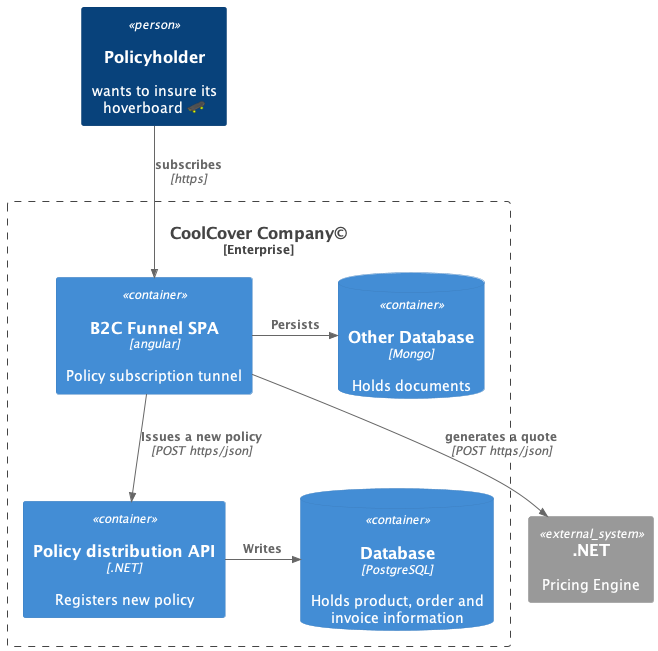 «person»
Policyholder
wants to insure its
hoverboard 🛹
subscribes
[https]
CoolCover Company©
[Enterprise]
«container»
B2C Funnel SPA
[angular]
Policy subscription tunnel
Persists
«container»
Other Database
[Mongo]
Holds documents
Issues a new policy
[POST https/json]
generates a quote
[POST https/json]
«container»
Policy distribution API
[.NET]
Registers new policy
Writes
«container»
Database
[PostgreSQL]
Holds product, order and
invoice information
«external_system»
.NET
Pricing Engine